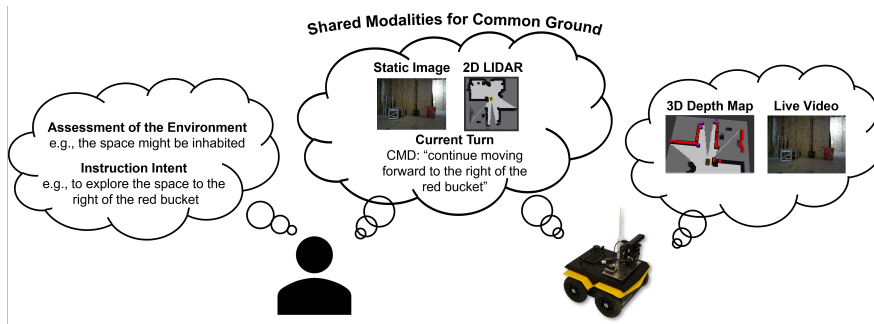 Shared Modalities for Common Ground
Static Image
2D LIDAR
Current Turn
CMD: “continue moving
forward to the right of the
red bucket”
Assessment of the Environment
e.g., the space might be inhabited
Instruction Intent
e.g., to explore the space to the
right of the red bucket
3D Depth Map
Live Video